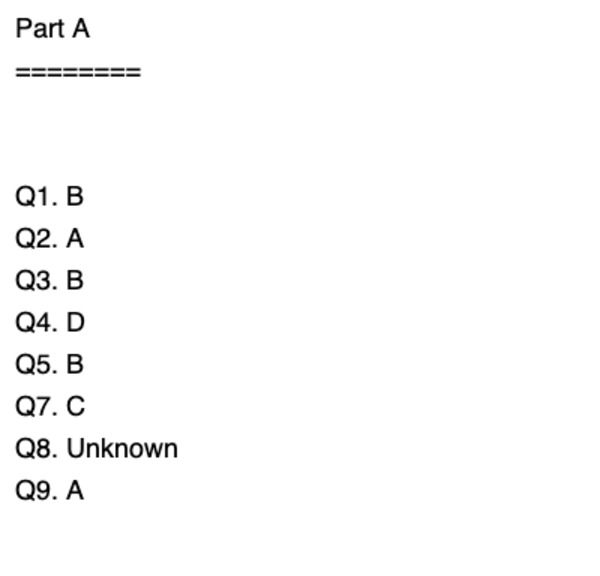 Part A
========
Q1. B
Q2. A
Q3. B
Q4. D
Q5. B
Q7. C
Q8. Unknown
Q9. A